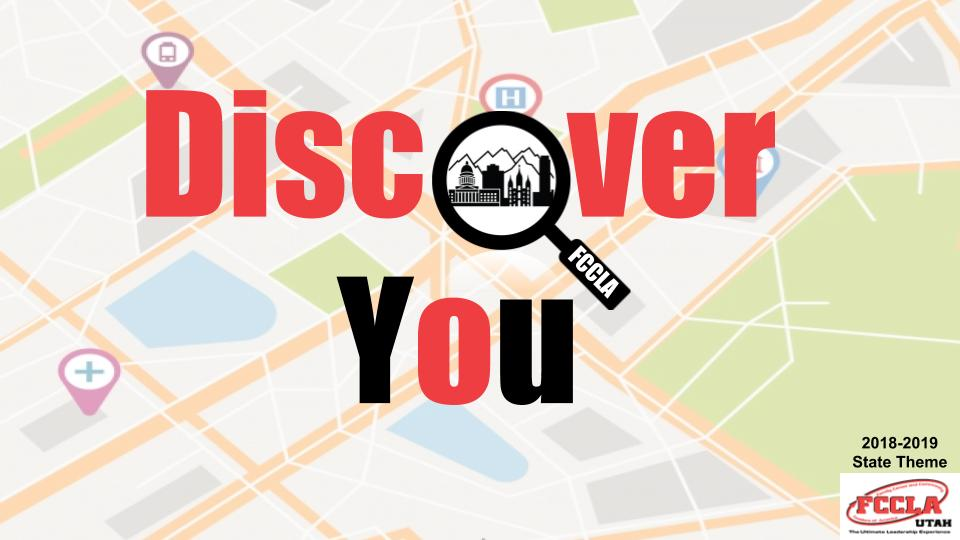 H
Discover
FCCLA
You
2018-2019
State Theme
FCCLA
UTAH
The Ultimate Leadership Experience